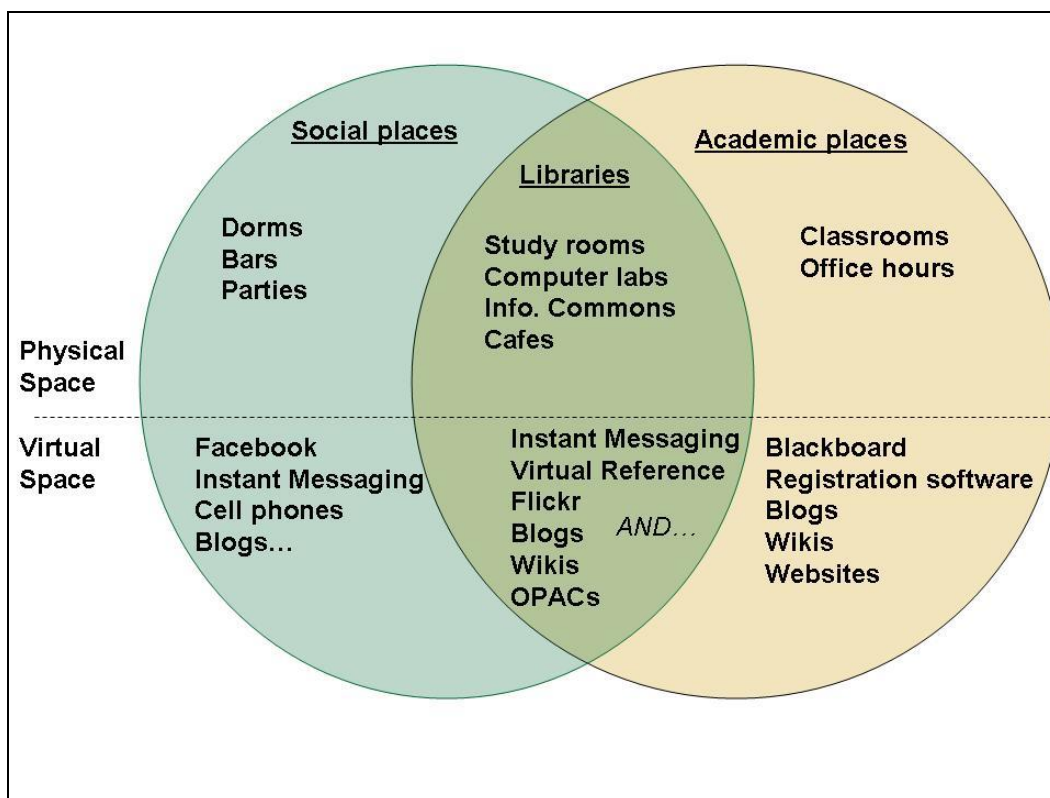 Social places
Academic places
Libraries
Dorms
Bars
Parties
Study rooms
Computer labs
Info. Commons
Cafes
Classrooms
Office hours
Physical
Space
Virtual
Space
Facebook
Instant Messaging
Cell phones
Blogs…
Instant Messaging
Virtual Reference
Flickr
Blogs
Wikis
OPACs
AND…
Blackboard
Registration software
Blogs
Wikis
Websites